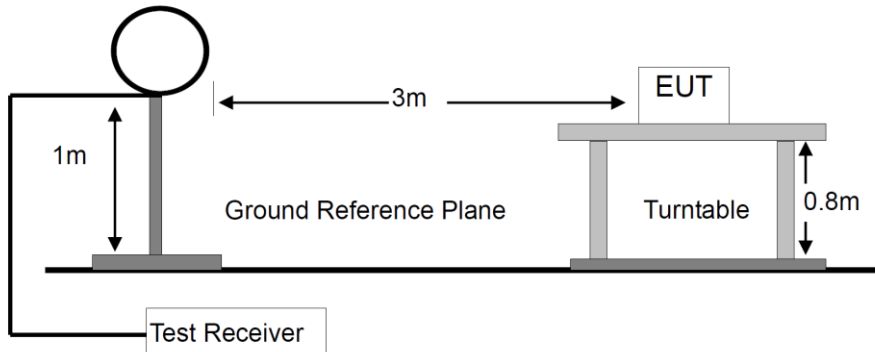 EUT
3m
1m
0.8m
Ground Reference Plane
Turntable
Test Receiver